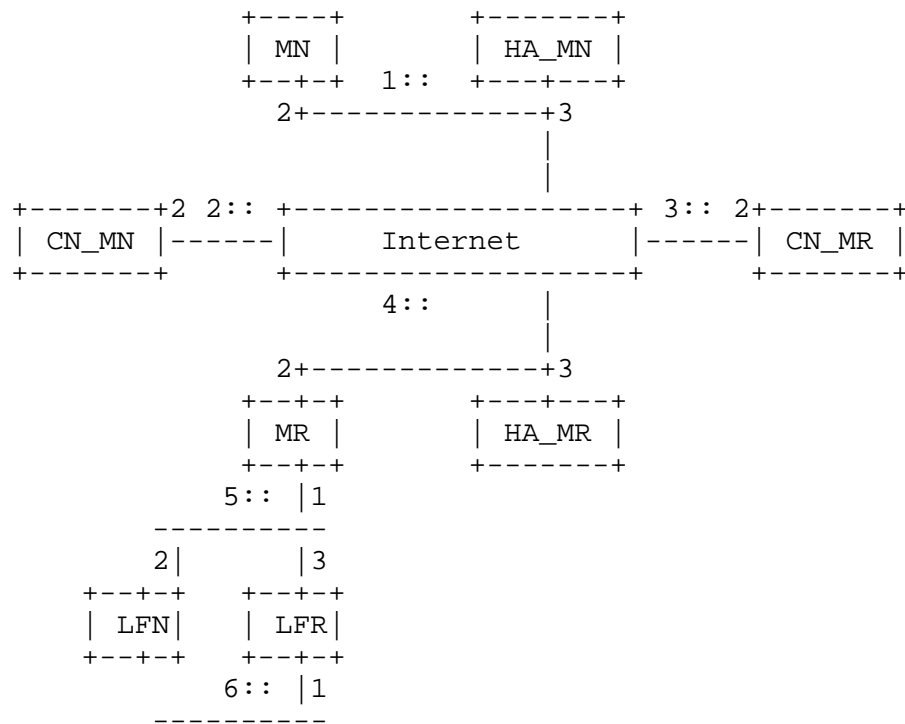 MN HA_MN
1::
2 3
2 2:: 3:: 2
CN_MN Internet CN_MR
4::
2 3
MR HA_MR
5:: 1
2 3
LFN LFR
6:: 1